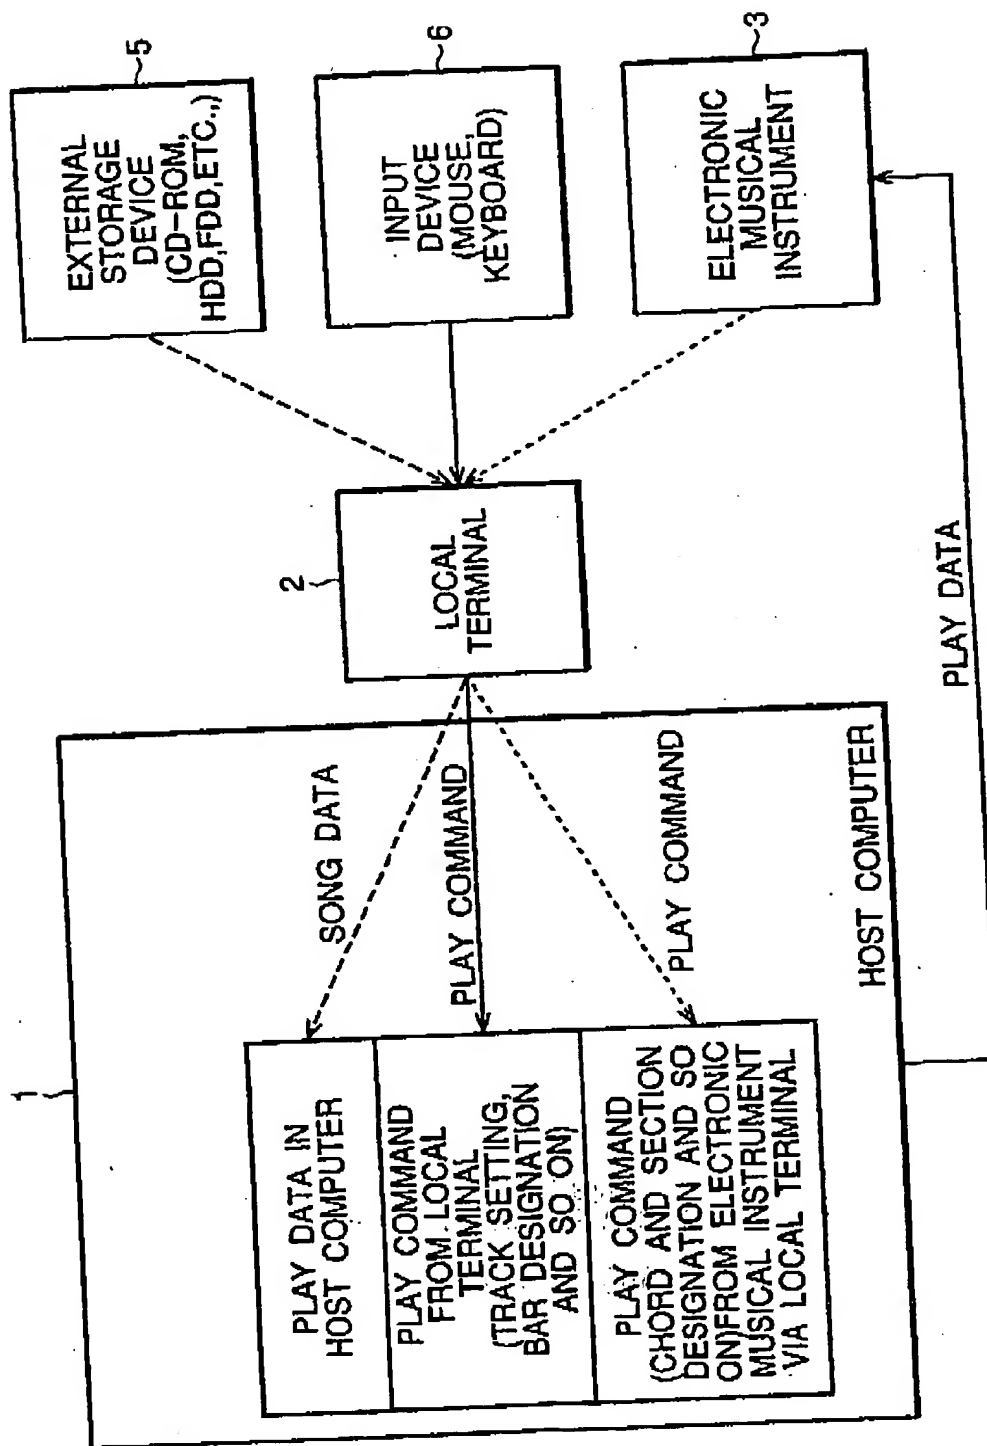 1
PLAY DATA IN
HOST COMPUTER
PLAY COMMAND
FROM LOCAL
TERMINAL
(TRACK SETTING,
BAR DESIGNATION
AND SO ON)
PLAY COMMAND
(CHORD AND SECTION
DESIGNATION AND SO
ON)FROM ELECTRONIC
MUSICAL INSTRUMENT
VIA LOCAL TERMINAL
HOST COMPUTER
SONG DATA
PLAY COMMAND
PLAY COMMAND
2
LOCAL
TERMINAL
5
EXTERNAL
STORAGE
DEVICE
(CD-ROM,
HDD,FDD,ETC.,)
6
INPUT
DEVICE
(MOUSE,
KEYBOARD)
3
ELECTRONIC
MUSICAL
INSTRUMENT
PLAY DATA